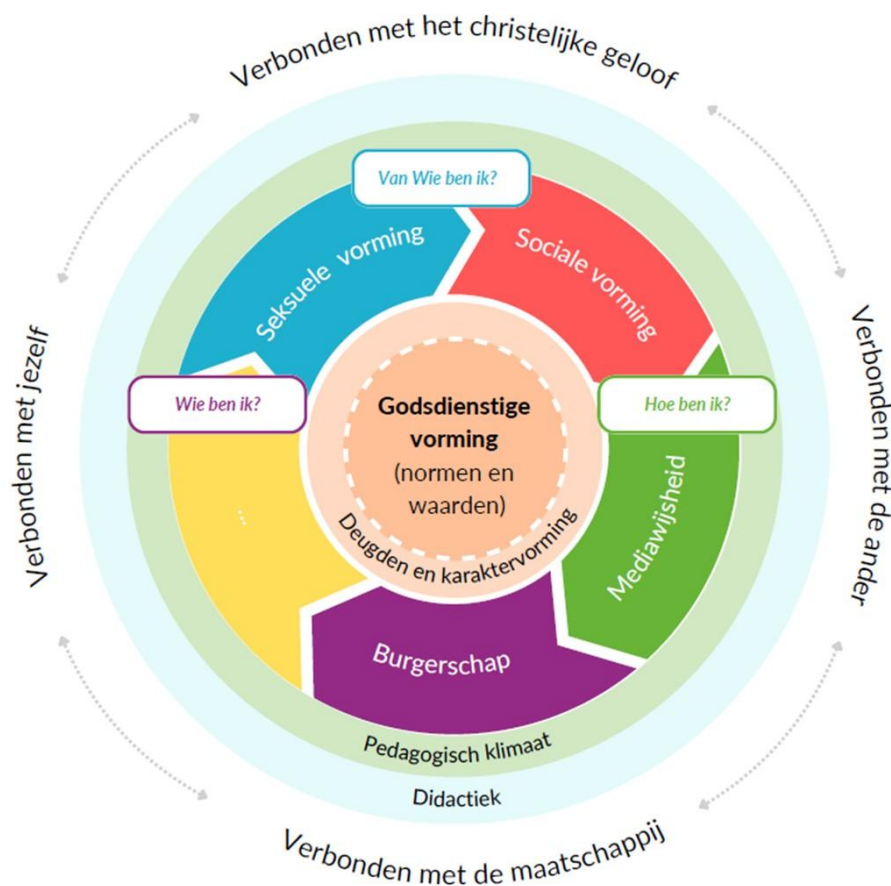 Verbonden met het christelijke geloof
Van Wie ben ik?
Seksuele vorming
Sociale vorming
Verbonden met jezelf
Wie ben ik?
Hoe ben ik?
Verbonden met de ander
Godsdienstige
vorming
(normen en
waarden)
Deugden en karaktervorming
...
Mediawijsheid
Burgerschap
Pedagogisch klimaat
Didactiek
Verbonden met de maatschappij